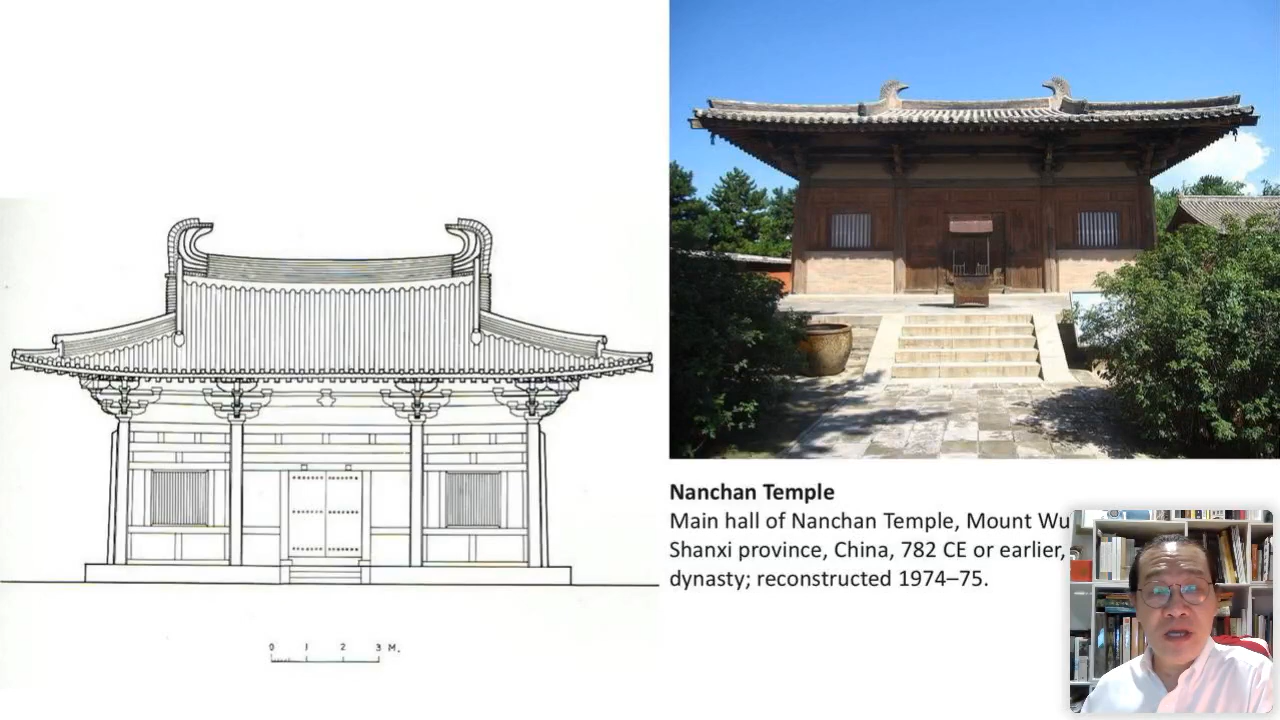 Nanchan Temple
Main hall of Nanchan Temple, Mount Wu
Shanxi province, China, 782 CE or earlier,
dynasty; reconstructed 1974–75.
0 1 2 3 M.